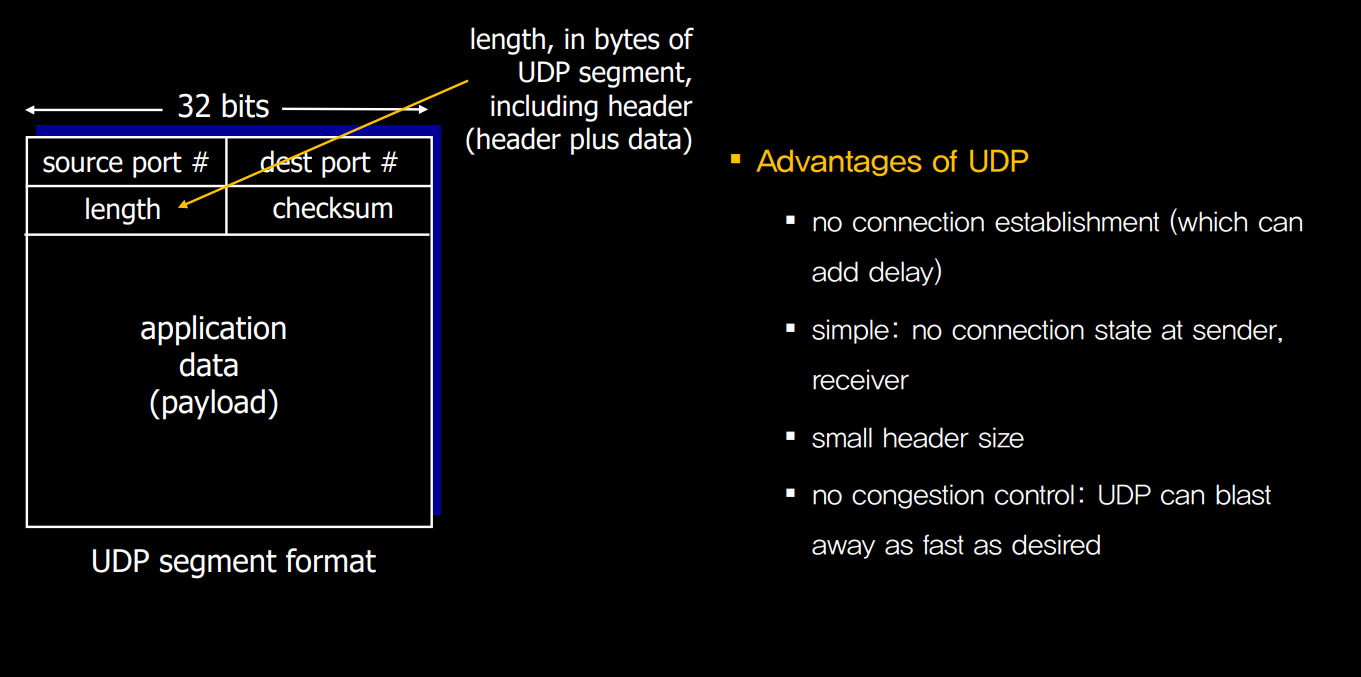 length, in bytes of
UDP segment,
including header
(header plus data)
32 bits
source port # dest port #
length checksum
application
data
(payload)
UDP segment format
▪ Advantages of UDP
▪ no connection establishment (which can
add delay)
▪ simple: no connection state at sender,
receiver
▪ small header size
▪ no congestion control: UDP can blast
away as fast as desired